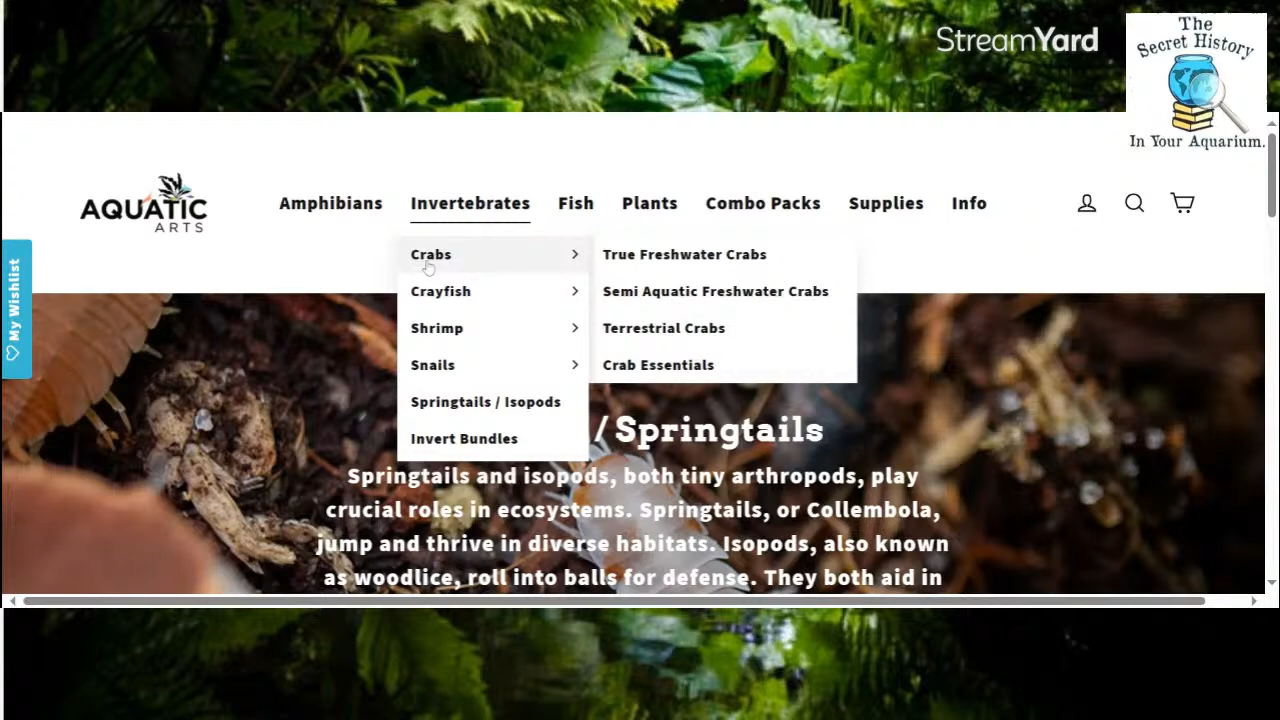 StreamYard
The
Secret History
In Your Aquarium.
AQUATIC
ARTS
Amphibians Invertebrates Fish Plants Combo Packs Supplies Info
My Wishlist
Crabs
Crayfish
Shrimp
Snails
Springtails / Isopods
Invert Bundles
True Freshwater Crabs
Semi Aquatic Freshwater Crabs
Terrestrial Crabs
Crab Essentials
/ Springtails
Springtails and isopods, both tiny arthropods, play
crucial roles in ecosystems. Springtails, or Collembola,
jump and thrive in diverse habitats. Isopods, also known
as woodlice, roll into balls for defense. They both aid in